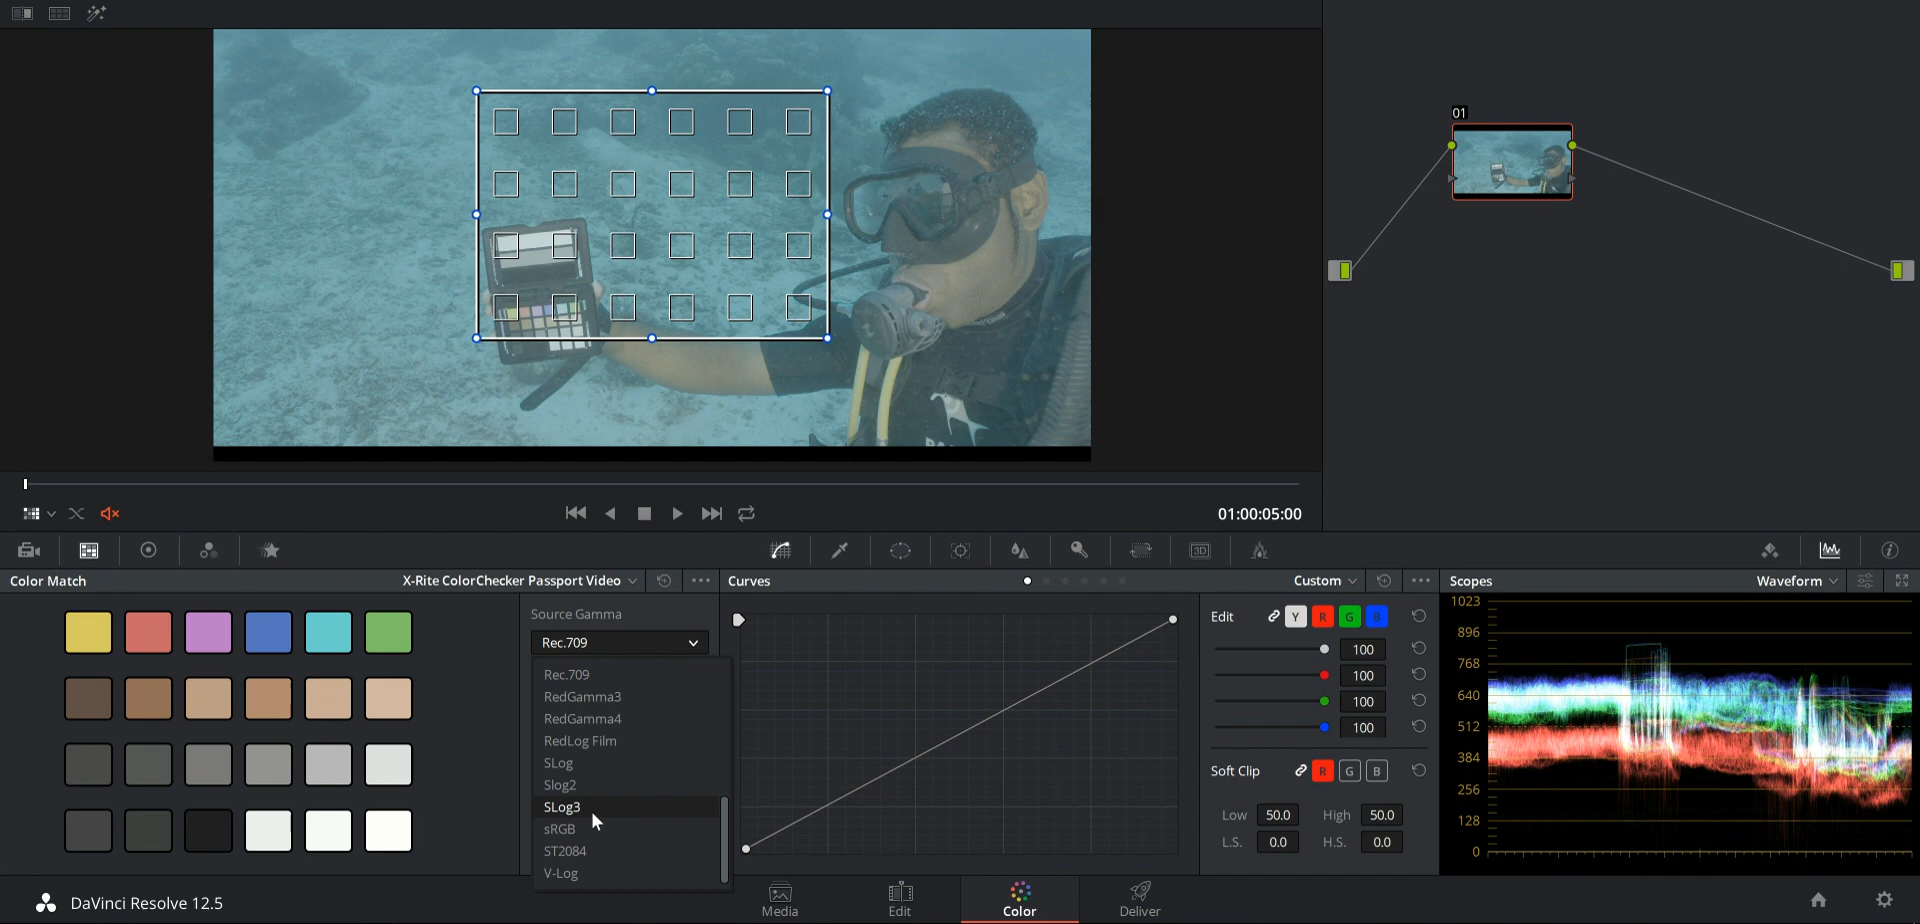 01
01:00:05:00
Color Match
X-Rite ColorChecker Passport Video
Curves
Custom
Scopes
Waveform
Source Gamma
Rec.709
Rec.709
RedGamma3
RedGamma4
RedLog Film
SLog
Slog2
SLog3
sRGB
ST2084
V-Log
Edit
Y R G B
100
100
100
100
Soft Clip
R G B
Low 50.0 High 50.0
L.S. 0.0 H.S. 0.0
1023
896
768
640
512
384
256
128
0
3D
DaVinci Resolve 12.5
Media
Edit
Color
Deliver